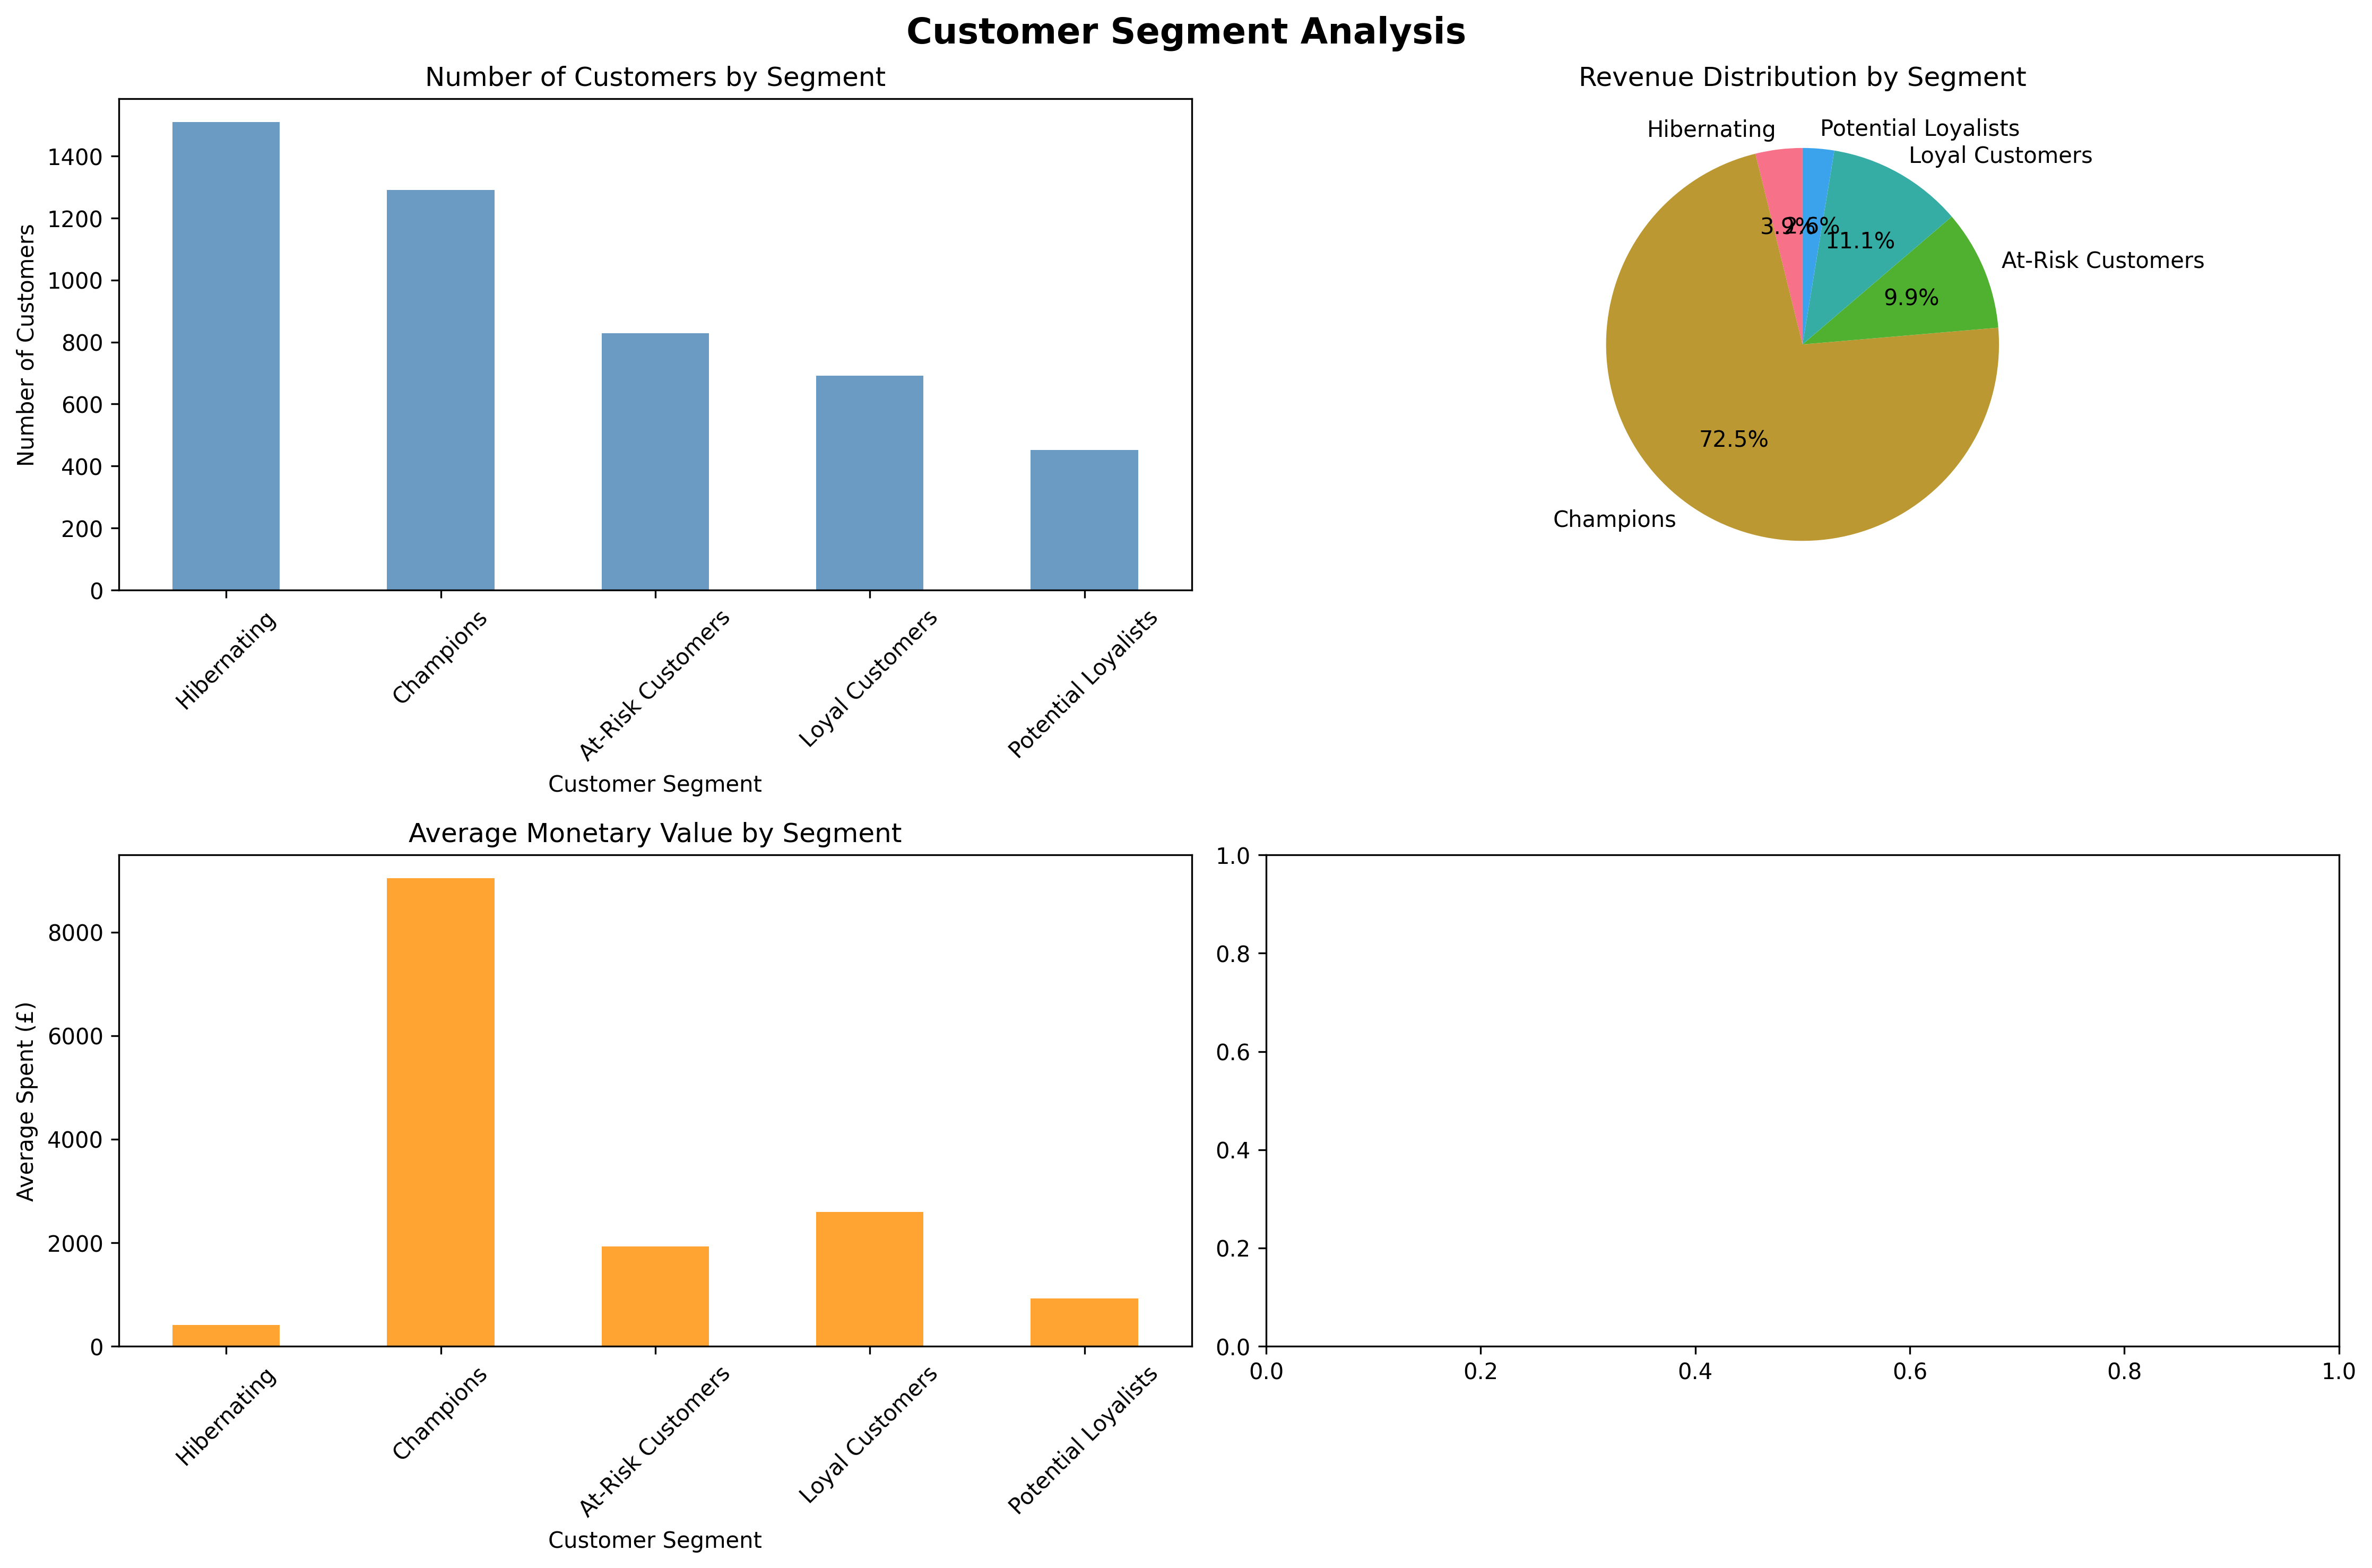 Customer Segment Analysis
Number of Customers by Segment
Number of Customers
1400
1200
1000
800
600
400
200
0
Hibernating
Champions
At-Risk Customers
Loyal Customers
Potential Loyalists
Customer Segment
Revenue Distribution by Segment
Hibernating
Potential Loyalists
Loyal Customers
At-Risk Customers
Champions
3.9%
2.6%
11.1%
9.9%
72.5%
Average Monetary Value by Segment
Average Spent (£)
8000
6000
4000
2000
0
Hibernating
Champions
At-Risk Customers
Loyal Customers
Potential Loyalists
Customer Segment
1.0
0.8
0.6
0.4
0.2
0.0
0.0 0.2 0.4 0.6 0.8 1.0